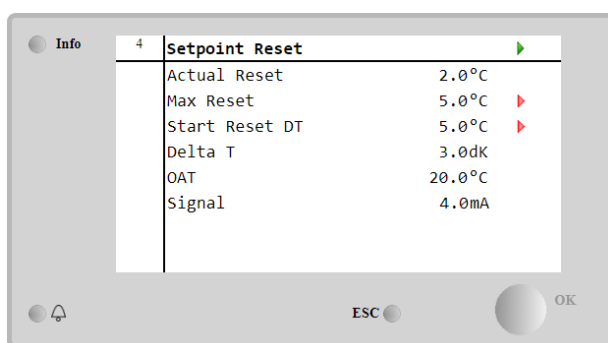 Info
4 Setpoint Reset
Actual Reset 2.0°C
Max Reset 5.0°C
Start Reset DT 5.0°C
Delta T 3.0dK
OAT 20.0°C
Signal 4.0mA
ESC
OK